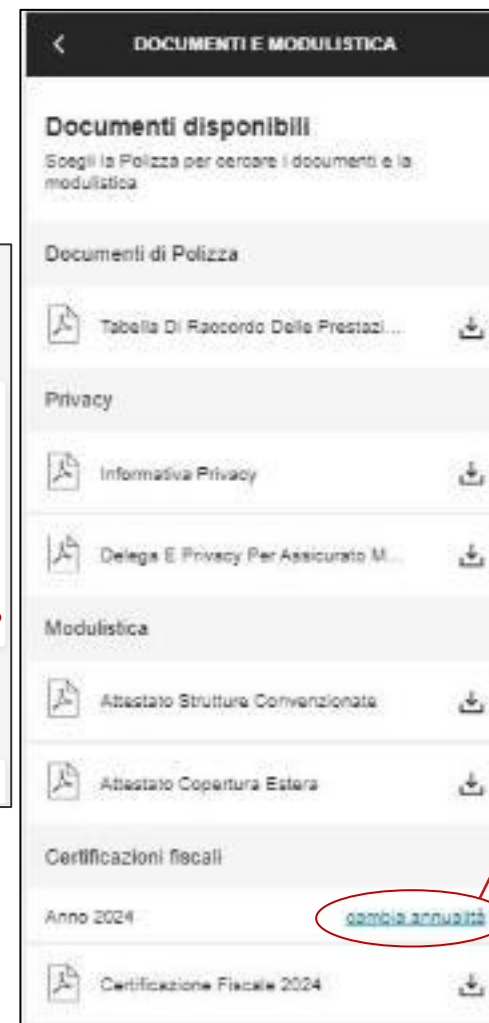 DOCUMENTI E MODULISTICA
Documenti disponibili
Scegli la Polizza per cercare i documenti e la
modulistica
Documenti di Polizza
Tabella Di Raccordo Delle Prestazi...
Privacy
Informativa Privacy
Delega E Privacy Per Assicurato M...
Modulistica
Attestato Strutture Convenzionate
Attestato Copertura Estera
Certificazioni fiscali
Anno 2024
cambia annualità
Certificazione Fiscale 2024